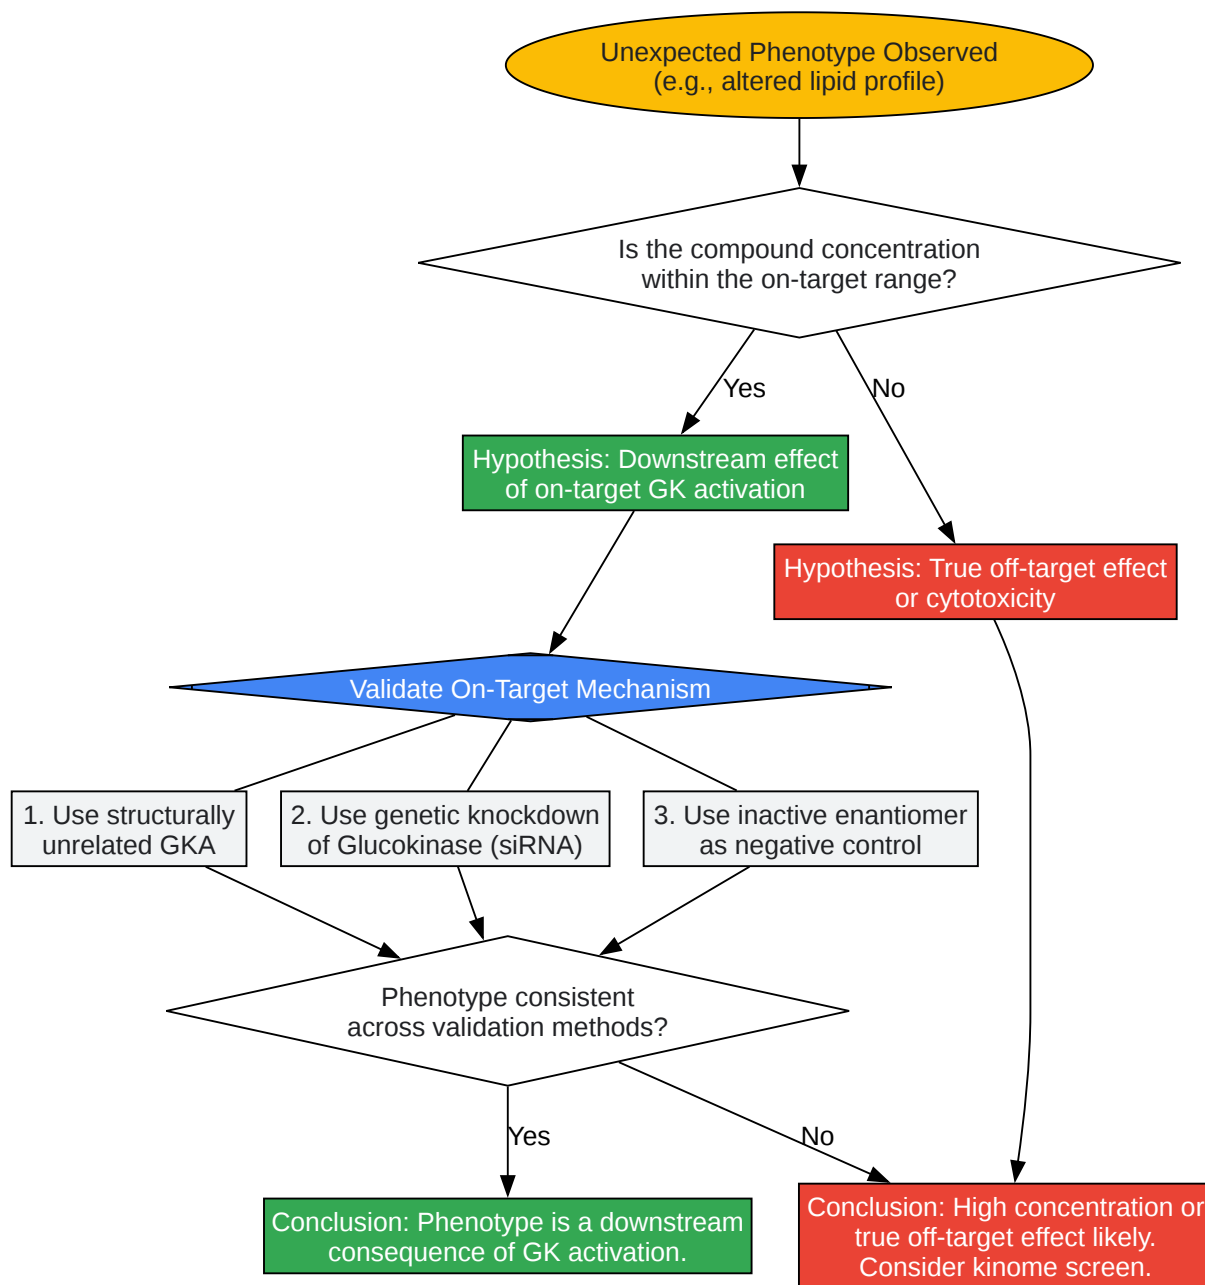 Unexpected Phenotype Observed
(e.g., altered lipid profile)
Is the compound concentration
within the on-target range?
Yes
No
Hypothesis: Downstream effect
of on-target GK activation
Hypothesis: True off-target effect
or cytotoxicity
Validate On-Target Mechanism
1. Use structurally
unrelated GKA
2. Use genetic knockdown
of Glucokinase (siRNA)
3. Use inactive enantiomer
as negative control
Phenotype consistent
across validation methods?
Yes
No
Conclusion: Phenotype is a downstream
consequence of GK activation.
Conclusion: High concentration or
true off-target effect likely.
Consider kinome screen.